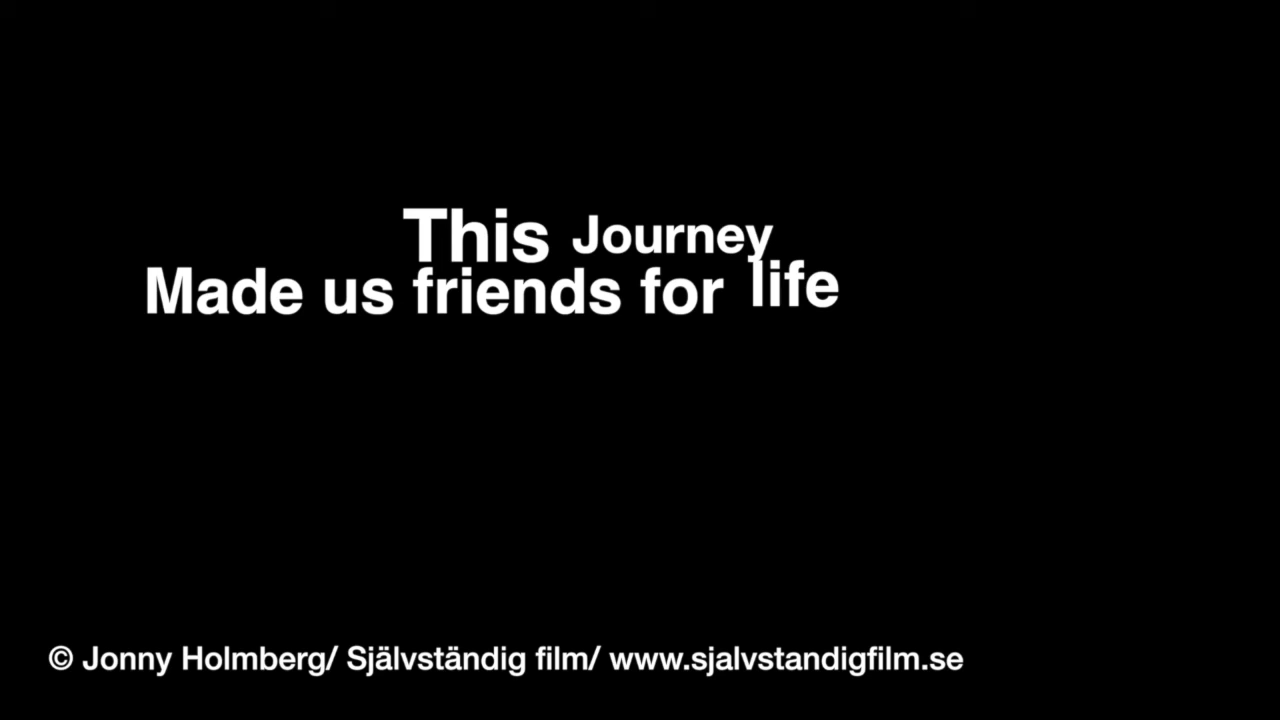 This Journey
Made us friends for life
© Jonny Holmberg/ Självständig film/ www.sjalvstandigfilm.se